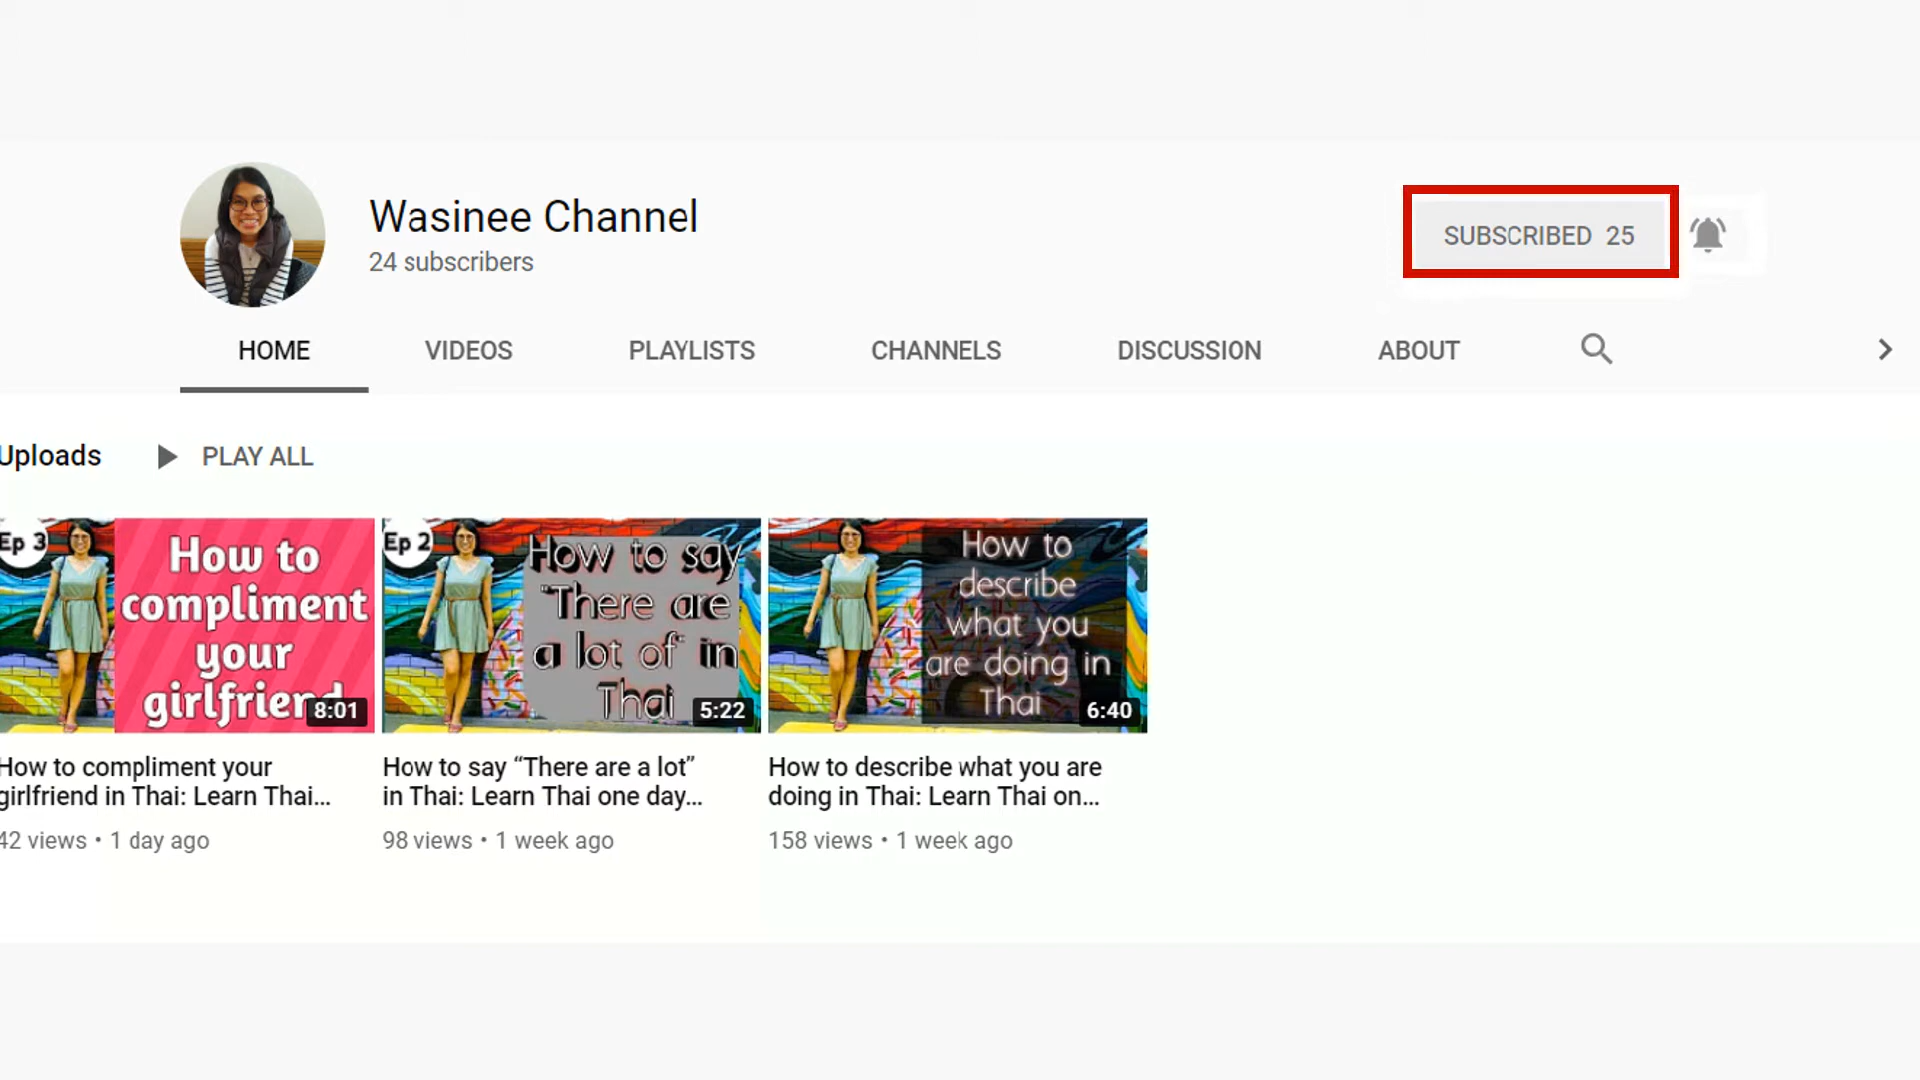 Wasinee Channel
24 subscribers
SUBSCRIBED 25
HOME VIDEOS PLAYLISTS CHANNELS DISCUSSION ABOUT
Uploads PLAY ALL
Ep 3
How to
compliment
your
girlfriend
8:01
Ep 2
How to say
"There are
a lot of" in
Thai
5:22
How to
describe
what you
are doing in
Thai
6:40
How to compliment your
girlfriend in Thai: Learn Thai...
42 views • 1 day ago
How to say “There are a lot”
in Thai: Learn Thai one day...
98 views • 1 week ago
How to describe what you are
doing in Thai: Learn Thai on...
158 views • 1 week ago